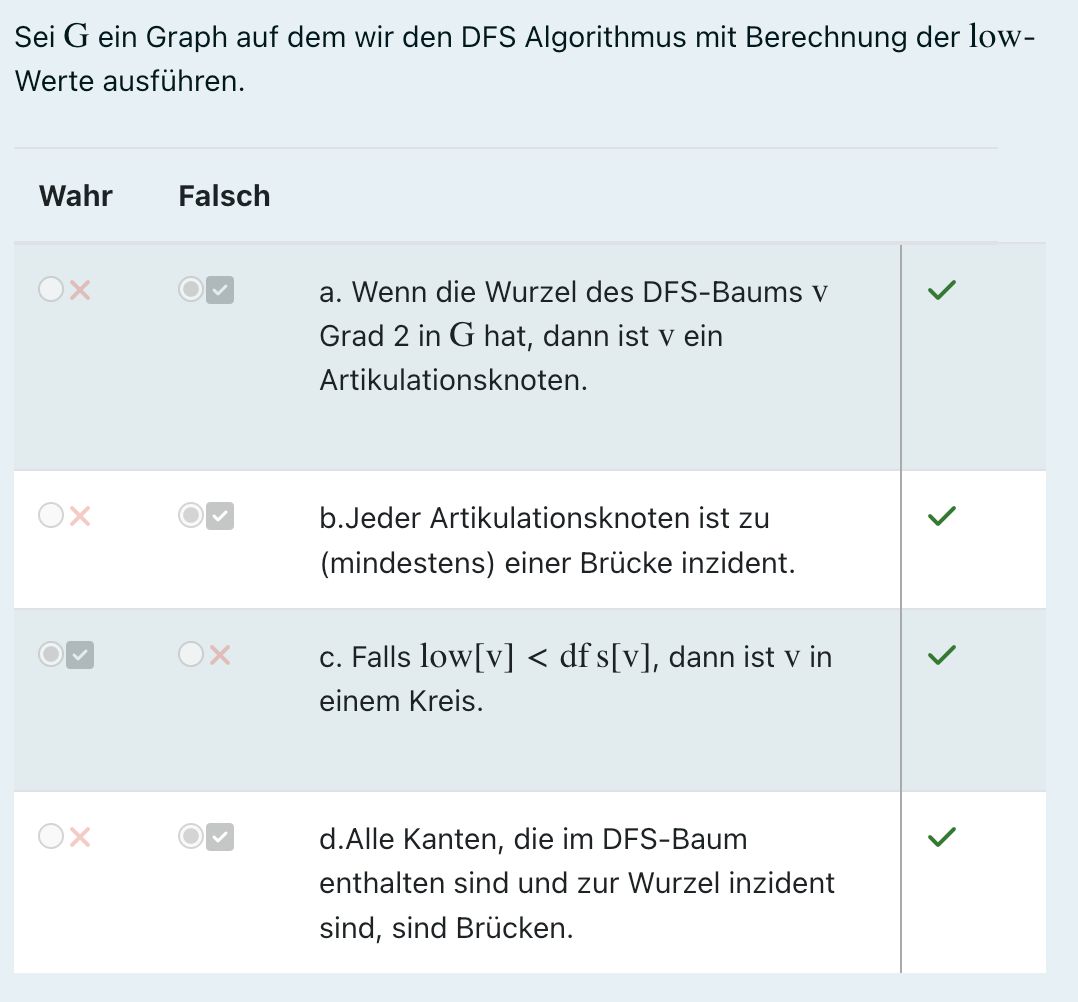 Sei G ein Graph auf dem wir den DFS Algorithmus mit Berechnung der low-
Werte ausführen.
Wahr Falsch
a. Wenn die Wurzel des DFS-Baums v
Grad 2 in G hat, dann ist v ein
Artikulationsknoten.
b.Jeder Artikulationsknoten ist zu
(mindestens) einer Brücke inzident.
c. Falls low[v] < dfs[v], dann ist v in
einem Kreis.
d.Alle Kanten, die im DFS-Baum
enthalten sind und zur Wurzel inzident
sind, sind Brücken.